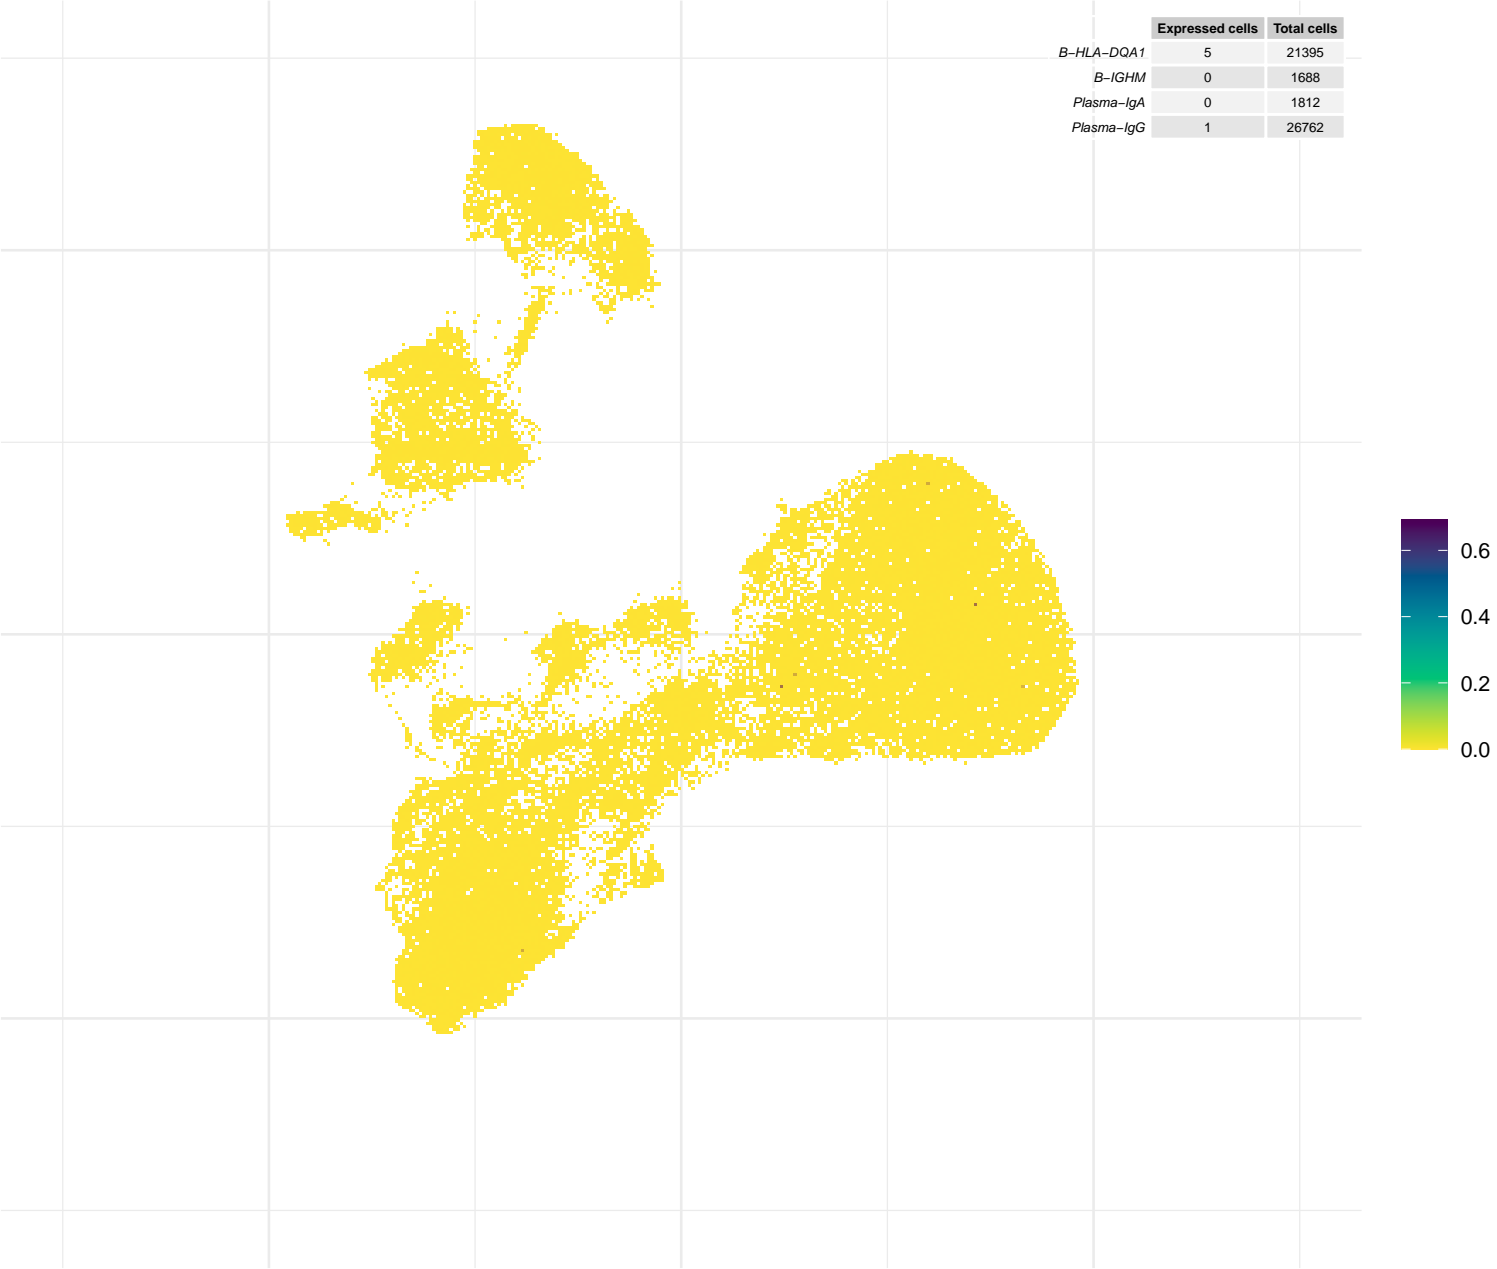 Expressed cells Total cells
B−HLA−DQA1 5 21395
B−IGHM 0 1688
Plasma−IgA 0 1812
Plasma−IgG 1 26762
0.6
0.4
0.2
0.0